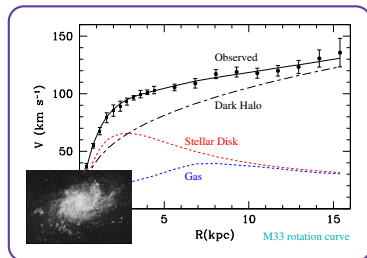 150
Observed
V (km s⁻¹)
100
Dark Halo
Stellar Disk
50
Gas
5
10
15
R(kpc)
M33 rotation curve